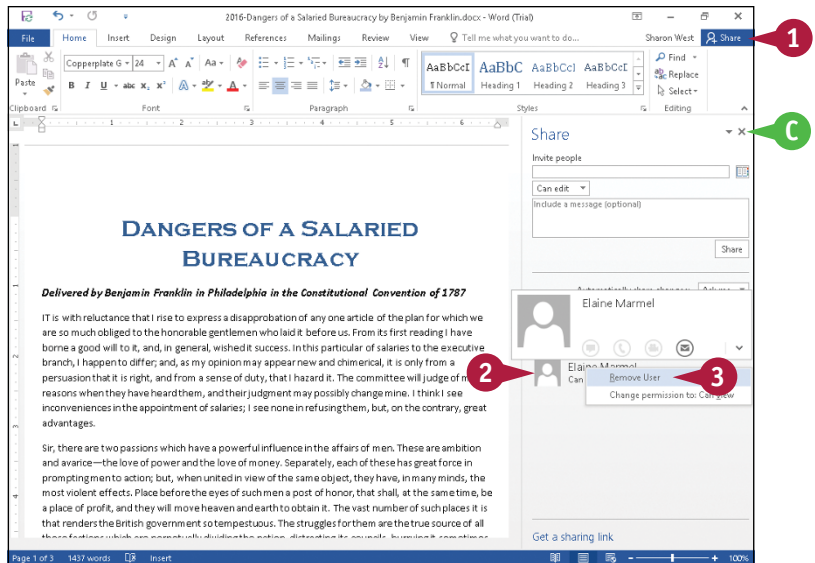 2016-Dangers of a Salaried Bureaucracy by Benjamin Franklin.docx - Word (Trial)
File Home Insert Design Layout References Mailings Review View Tell me what you want to do... Sharon West Share
1
Paste
Copperplate G 24 A A Aa
B I U abc X₂ X² A ab A
AaBbCcI AaBbC AaBbCcI AaBbCcI
¶ Normal Heading 1 Heading 2 Heading 3
Find
Replace
Select
Clipboard Font Paragraph Styles Editing
1 2 3 4 5 6
Share
C
Invite people
Can edit
Include a message (optional)
Share
Elaine Marmel
2
Elaine Marmel
Can
Remove User
3
Change permission to: Can View
Get a sharing link
DANGERS OF A SALARIED
BUREAUCRACY
Delivered by Benjamin Franklin in Philadelphia in the Constitutional Convention of 1787
IT is with reluctance that I rise to express a disapprobation of any one article of the plan for which we
are so much obliged to the honorable gentlemen who laid it before us. From its first reading I have
borne a good will to it, and, in general, wished it success. In this particular of salaries to the executive
branch, I happen to differ; and, as my opinion may appear new and chimerical, it is only from a
persuasion that it is right, and from a sense of duty, that I hazard it. The committee will judge of m
reasons when they have heard them, and their judgment may possibly change mine. I think I see
inconveniences in the appointment of salaries; I see none in refusing them, but, on the contrary, great
advantages.
Sir, there are two passions which have a powerful influence in the affairs of men. These are ambition
and avarice—the love of power and the love of money. Separately, each of these has great force in
prompting men to action; but, when united in view of the same object, they have, in many minds, the
most violent effects. Place before the eyes of such men a post of honor, that shall, at the same time, be
a place of profit, and they will move heaven and earth to obtain it. The vast number of such places it is
that renders the British government so tempestuous. The struggles for them are the true source of all
Page 1 of 3 1437 words Insert 100%